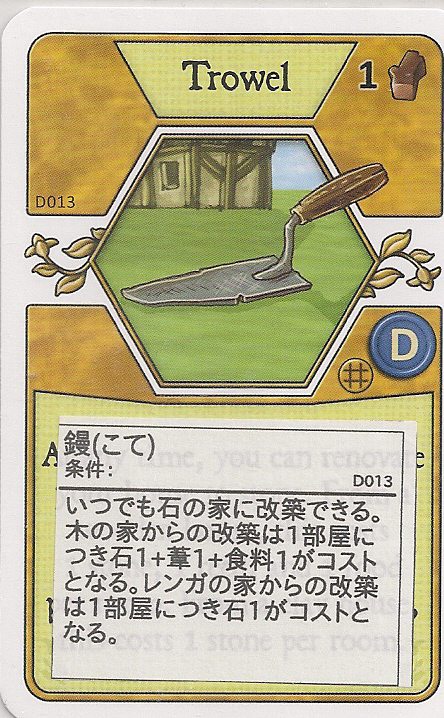 Trowel
1
D013
D
鏝(こて)
条件:
D013
いつでも石の家に改築できる。
木の家からの改築は1部屋に
つき石1+葦1+食料1がコスト
となる。レンガの家からの改築
は1部屋につき石1がコストと
なる。
A  time, you can renovate
costs 1 stone per room.